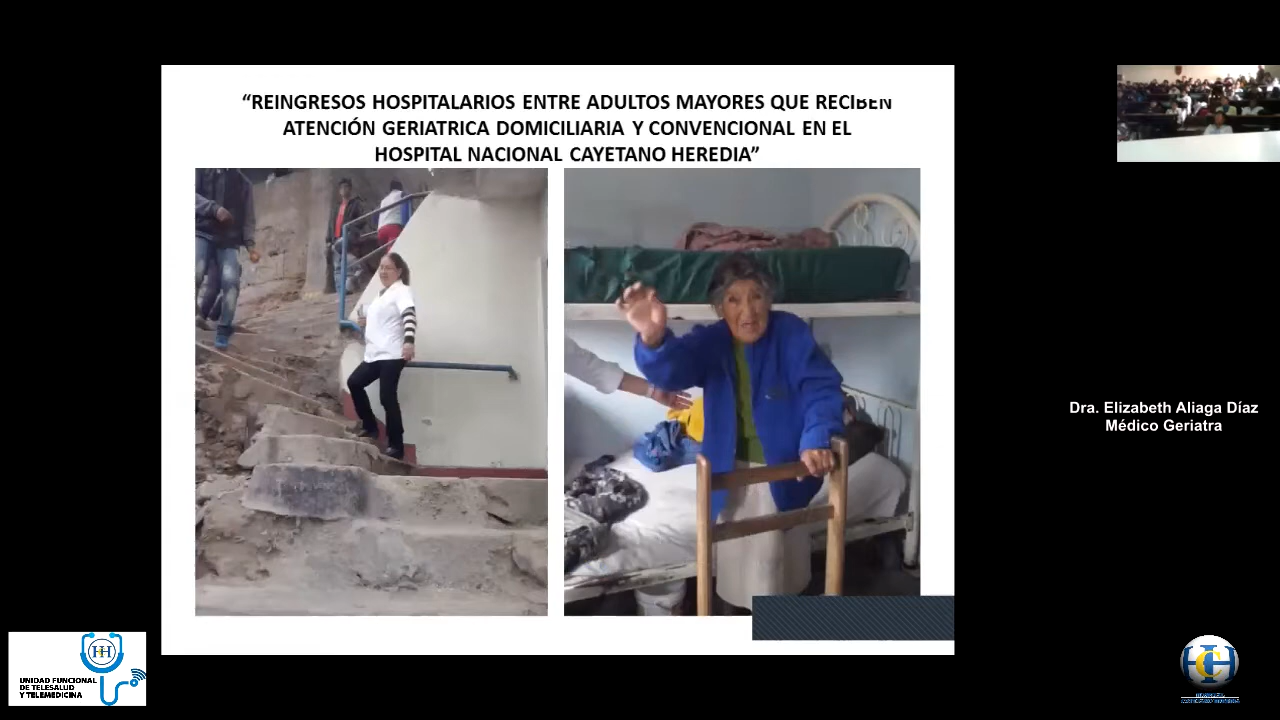 “REINGRESOS HOSPITALARIOS ENTRE ADULTOS MAYORES QUE RECIBEN
ATENCIÓN GERIATRICA DOMICILIARIA Y CONVENCIONAL EN EL
HOSPITAL NACIONAL CAYETANO HEREDIA”
Dra. Elizabeth Aliaga Díaz
Médico Geriatra
UNIDAD FUNCIONAL
DE TELESALUD
Y TELEMEDICINA